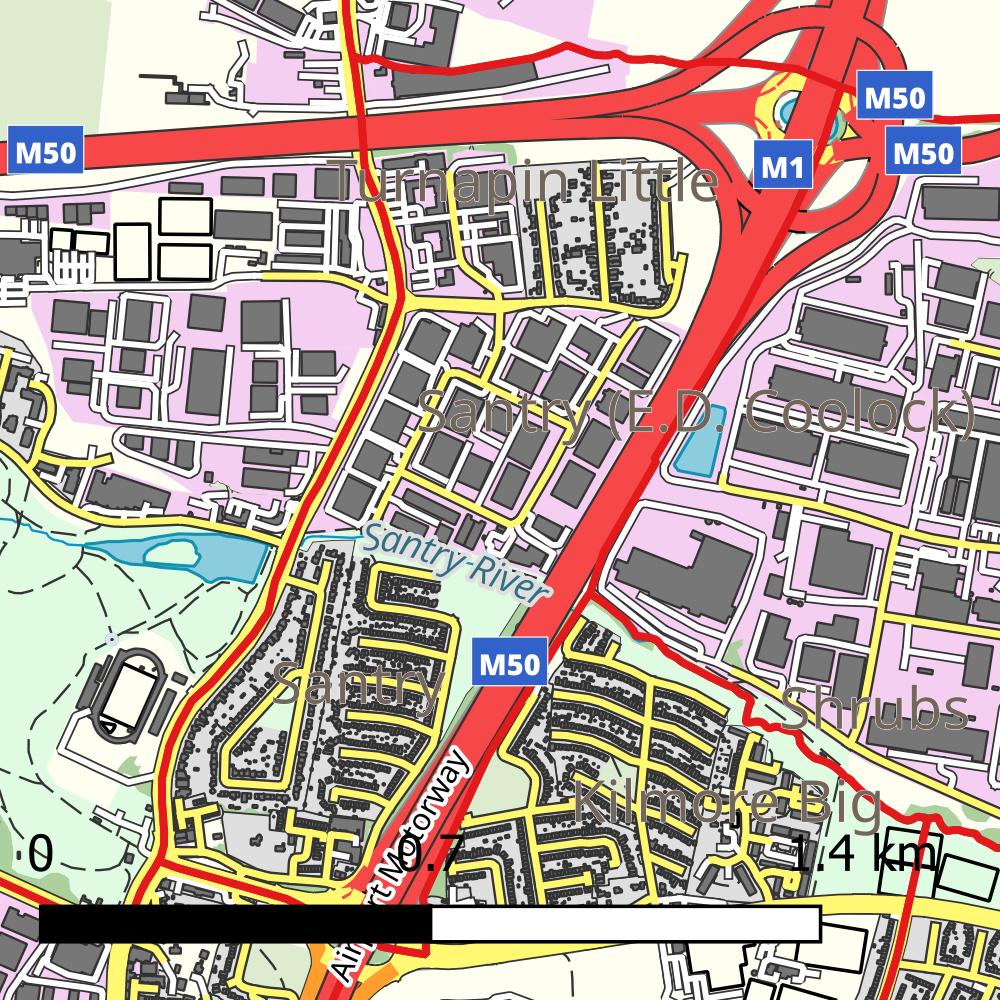 M50
M50
M50
M1
Turnapin Little
Santry (E.D. Coolock)
Santry River
M50
Santry
Shrubs
Kilmore Big
Airport Motorway
0
0.7
1.4 km